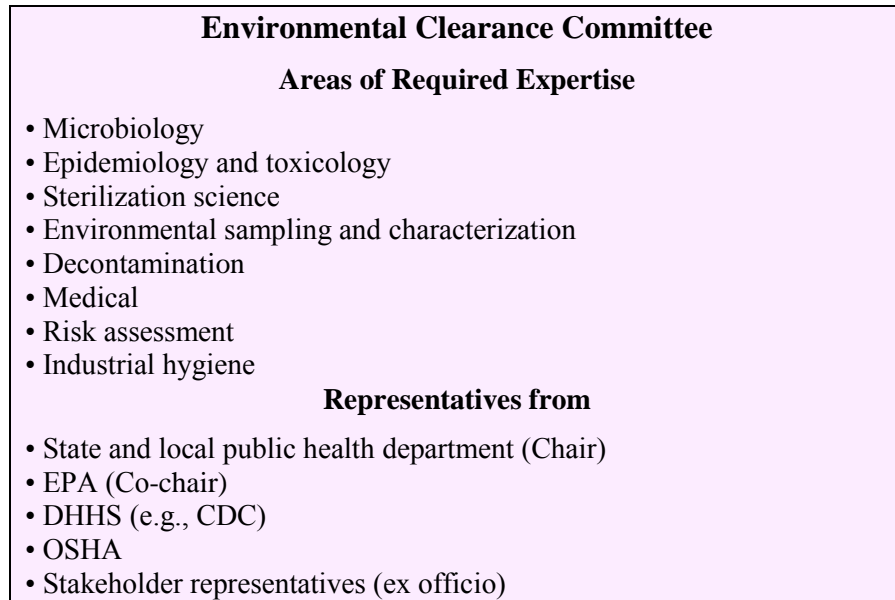 Environmental Clearance Committee
Areas of Required Expertise
• Microbiology
• Epidemiology and toxicology
• Sterilization science
• Environmental sampling and characterization
• Decontamination
• Medical
• Risk assessment
• Industrial hygiene
Representatives from
• State and local public health department (Chair)
• EPA (Co-chair)
• DHHS (e.g., CDC)
• OSHA
• Stakeholder representatives (ex officio)